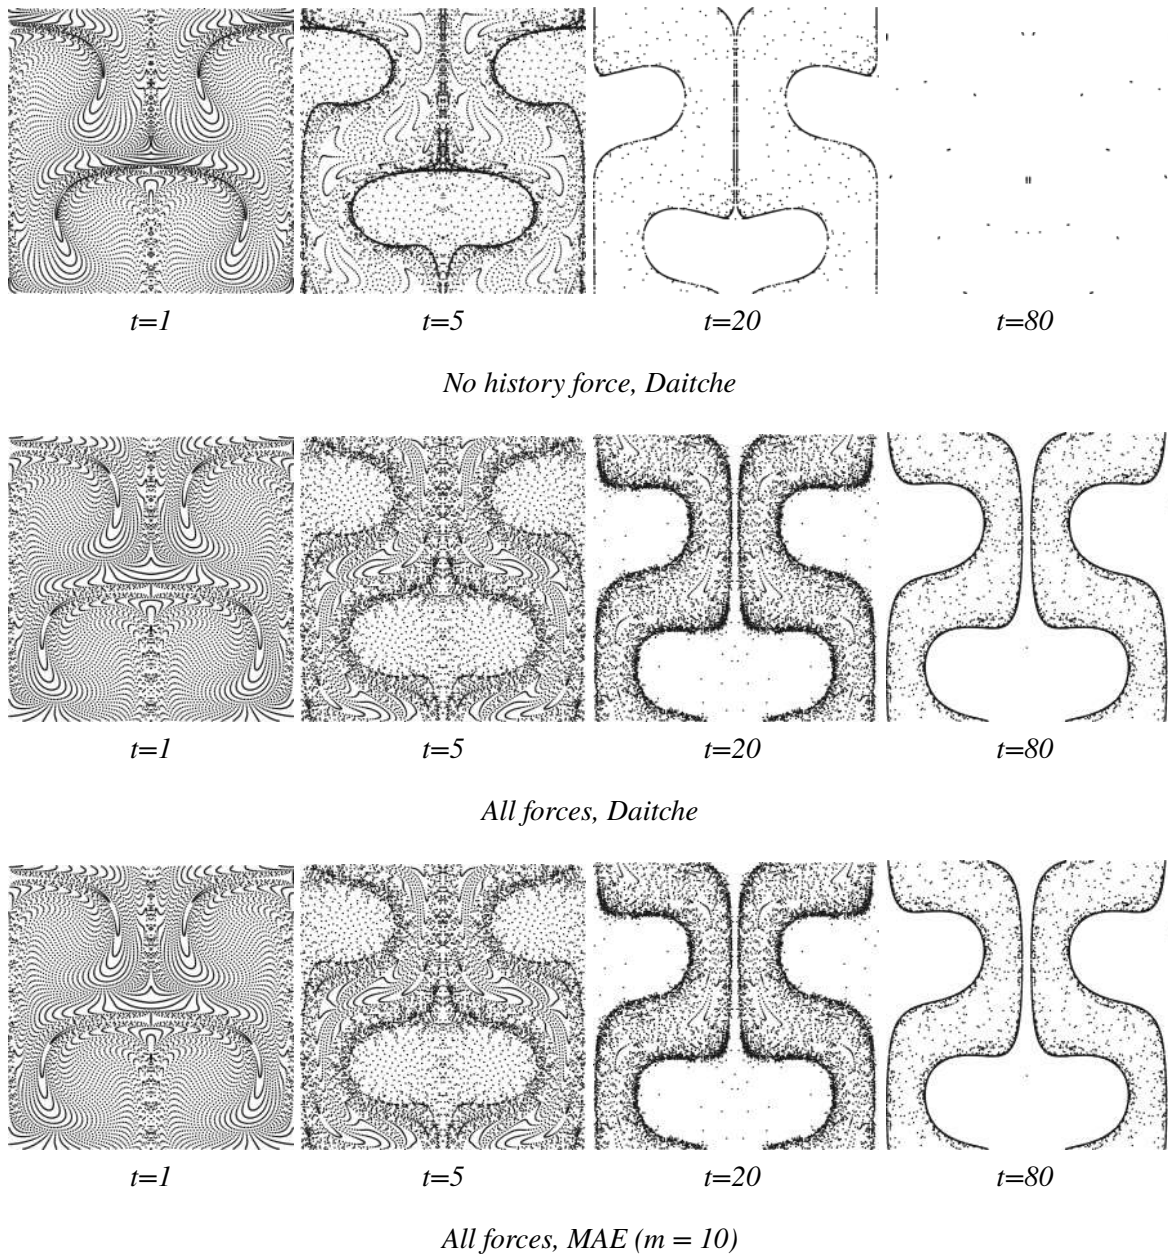 t=1 t=5 t=20 t=80
No history force, Daitche
t=1 t=5 t=20 t=80
All forces, Daitche
t=1 t=5 t=20 t=80
All forces, MAE (m = 10)